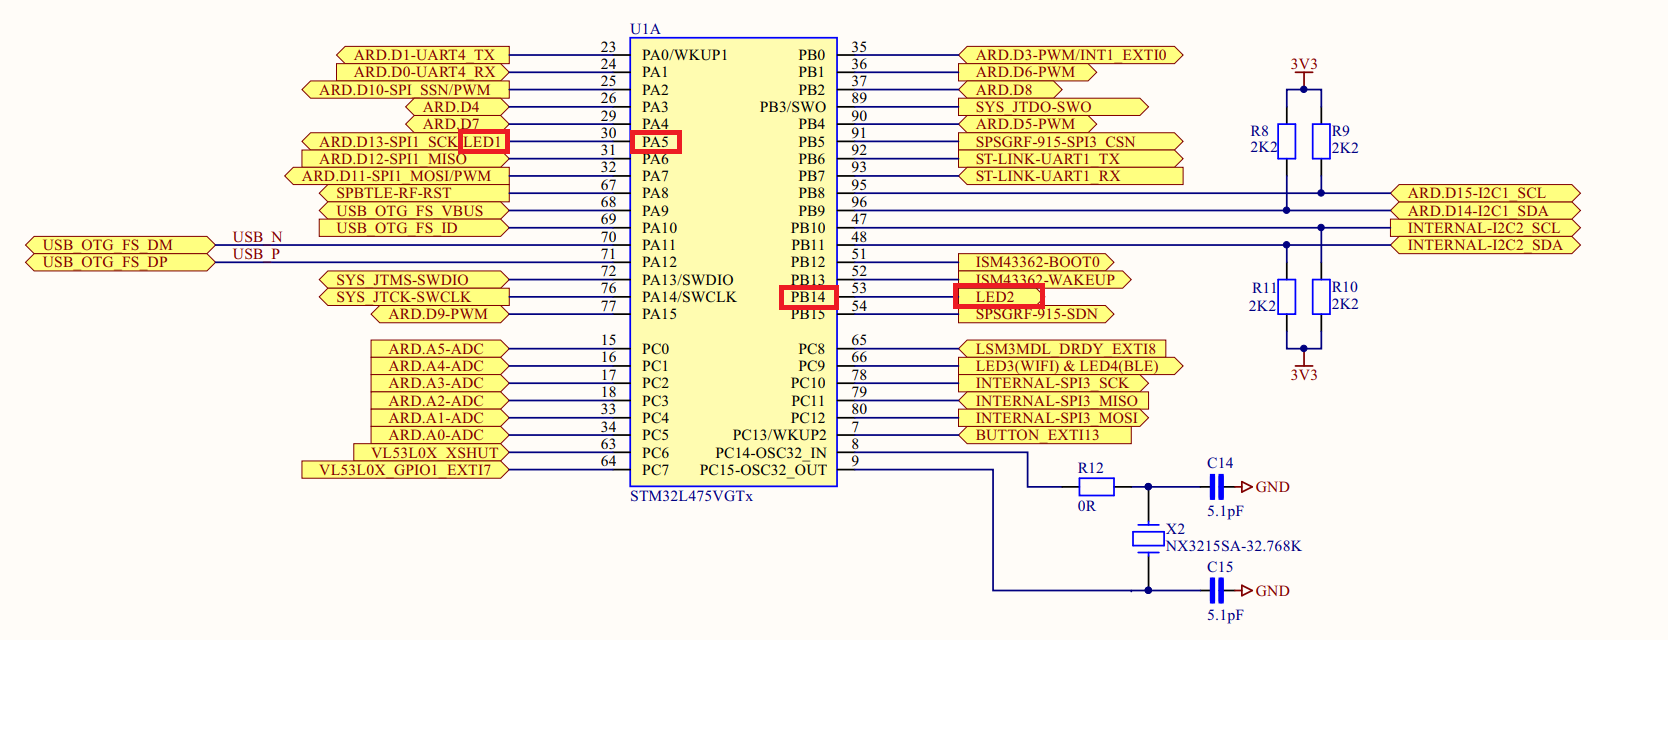 U1A
ARD.D1-UART4_TX 23 PA0/WKUP1 PB0 35 ARD.D3-PWM/INT1_EXTI0
ARD.D0-UART4_RX 24 PA1 PB1 36 ARD.D6-PWM
ARD.D10-SPI_SSN/PWM 25 PA2 PB2 37 ARD.D8
ARD.D4 26 PA3 PB3/SWO 89 SYS_JTDO-SWO
ARD.D7 29 PA4 PB4 90 ARD.D5-PWM
ARD.D13-SPI1_SCK/LED1 30 PA5 PB5 91 SPSGRF-915-SPI3_CSN
ARD.D12-SPI1_MISO 31 PA6 PB6 92 ST-LINK-UART1_TX
ARD.D11-SPI1_MOSI/PWM 32 PA7 PB7 93 ST-LINK-UART1_RX
SPBTLE-RF-RST 67 PA8 PB8 95 ARD.D15-I2C1_SCL
USB_OTG_FS_VBUS 68 PA9 PB9 96 ARD.D14-I2C1_SDA
USB_OTG_FS_ID 69 PA10 PB10 47 INTERNAL-I2C2_SCL
USB_OTG_FS_DM USB_N 70 PA11 PB11 48 INTERNAL-I2C2_SDA
USB_OTG_FS_DP USB_P 71 PA12 PB12 51 ISM43362-BOOT0
SYS_JTMS-SWDIO 72 PA13/SWDIO PB13 52 ISM43362-WAKEUP
SYS_JTCK-SWCLK 76 PA14/SWCLK PB14 53 LED2
ARD.D9-PWM 77 PA15 PB15 54 SPSGRF-915-SDN
ARD.A5-ADC 15 PC0 PC8 65 LSM3MDL_DRDY_EXTI8
ARD.A4-ADC 16 PC1 PC9 66 LED3(WIFI) & LED4(BLE)
ARD.A3-ADC 17 PC2 PC10 78 INTERNAL-SPI3_SCK
ARD.A2-ADC 18 PC3 PC11 79 INTERNAL-SPI3_MISO
ARD.A1-ADC 33 PC4 PC12 80 INTERNAL-SPI3_MOSI
ARD.A0-ADC 34 PC5 PC13/WKUP2 7 BUTTON_EXTI13
VL53L0X_XSHUT 63 PC6 PC14-OSC32_IN 8
VL53L0X_GPIO1_EXTI7 64 PC7 PC15-OSC32_OUT 9
STM32L475VGTx
3V3
R8 R9
2K2 2K2
R11 R10
2K2 2K2
3V3
R12
0R
C14
GND
5.1pF
X2
NX3215SA-32.768K
C15
GND
5.1pF